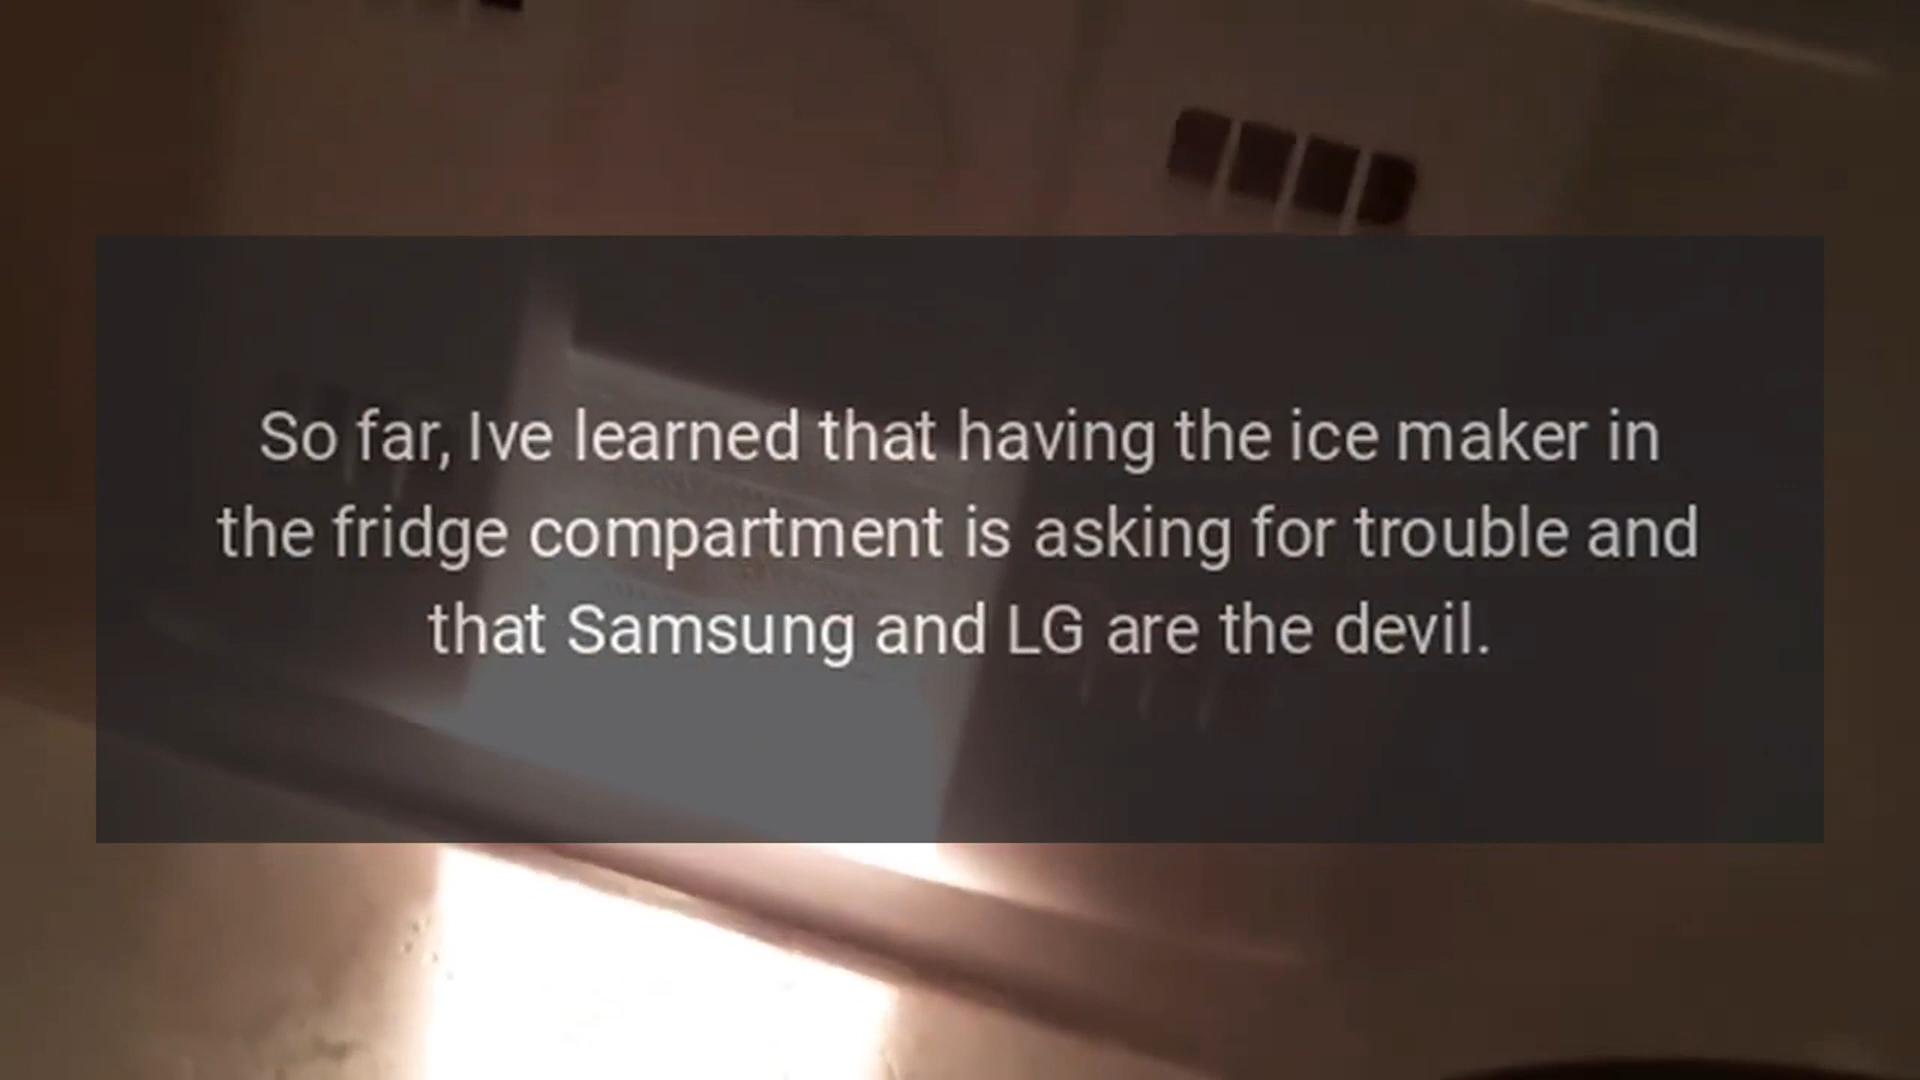 So far, Ive learned that having the ice maker in
the fridge compartment is asking for trouble and
that Samsung and LG are the devil.